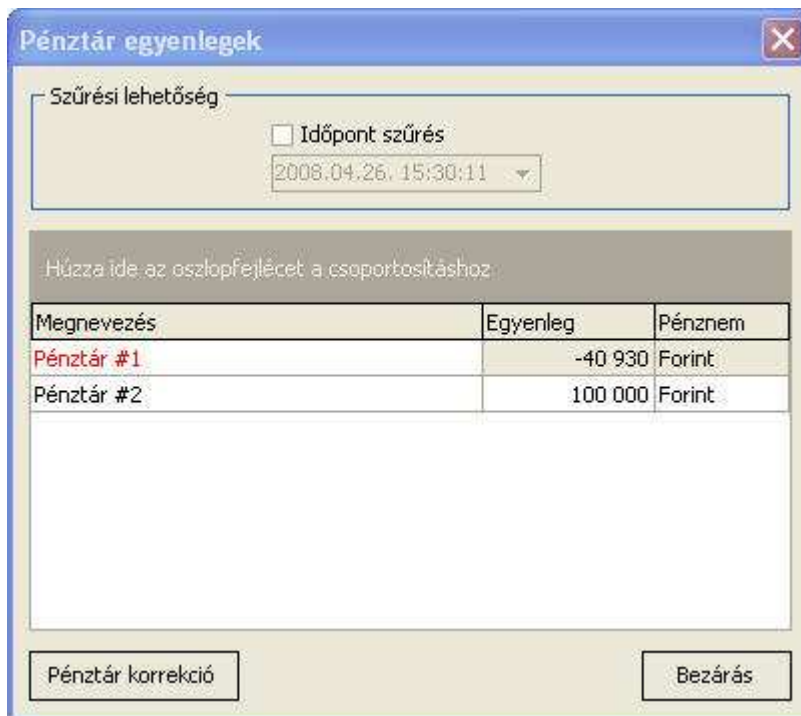 Pénztár egyenlegek
Szűrési lehetőség
Időpont szűrés
2008.04.26. 15:30:11
Húzza ide az oszlopfejlécet a csoportosításhoz
Megnevezés Egyenleg Pénznem
Pénztár #1 -40 930 Forint
Pénztár #2 100 000 Forint
Pénztár korrekció Bezárás